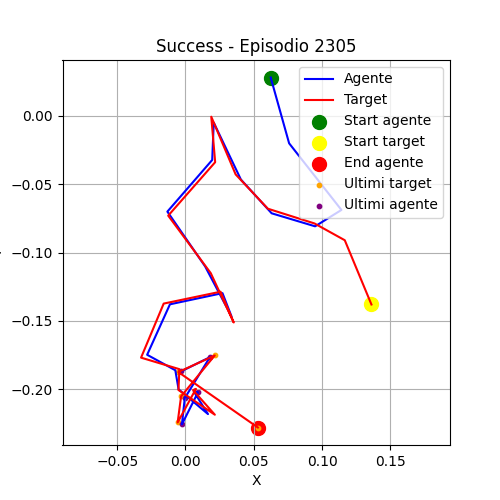 Success - Episodio 2305
Agente
Target
Start agente
Start target
End agente
Ultimi target
Ultimi agente
0.00
−0.05
−0.10
−0.15
−0.20
−0.05
0.00
0.05
0.10
0.15
X